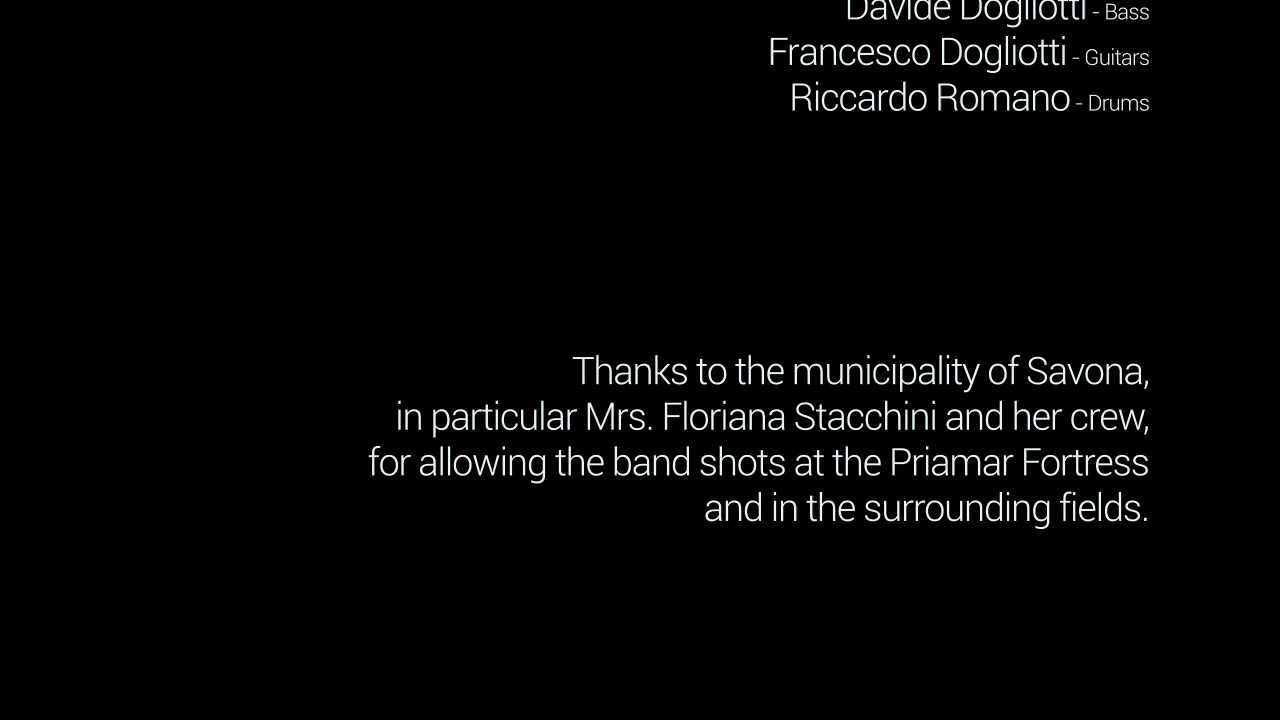 Davide Dogliotti - Bass
Francesco Dogliotti - Guitars
Riccardo Romano - Drums
Thanks to the municipality of Savona,
in particular Mrs. Floriana Stacchini and her crew,
for allowing the band shots at the Priamar Fortress
and in the surrounding fields.